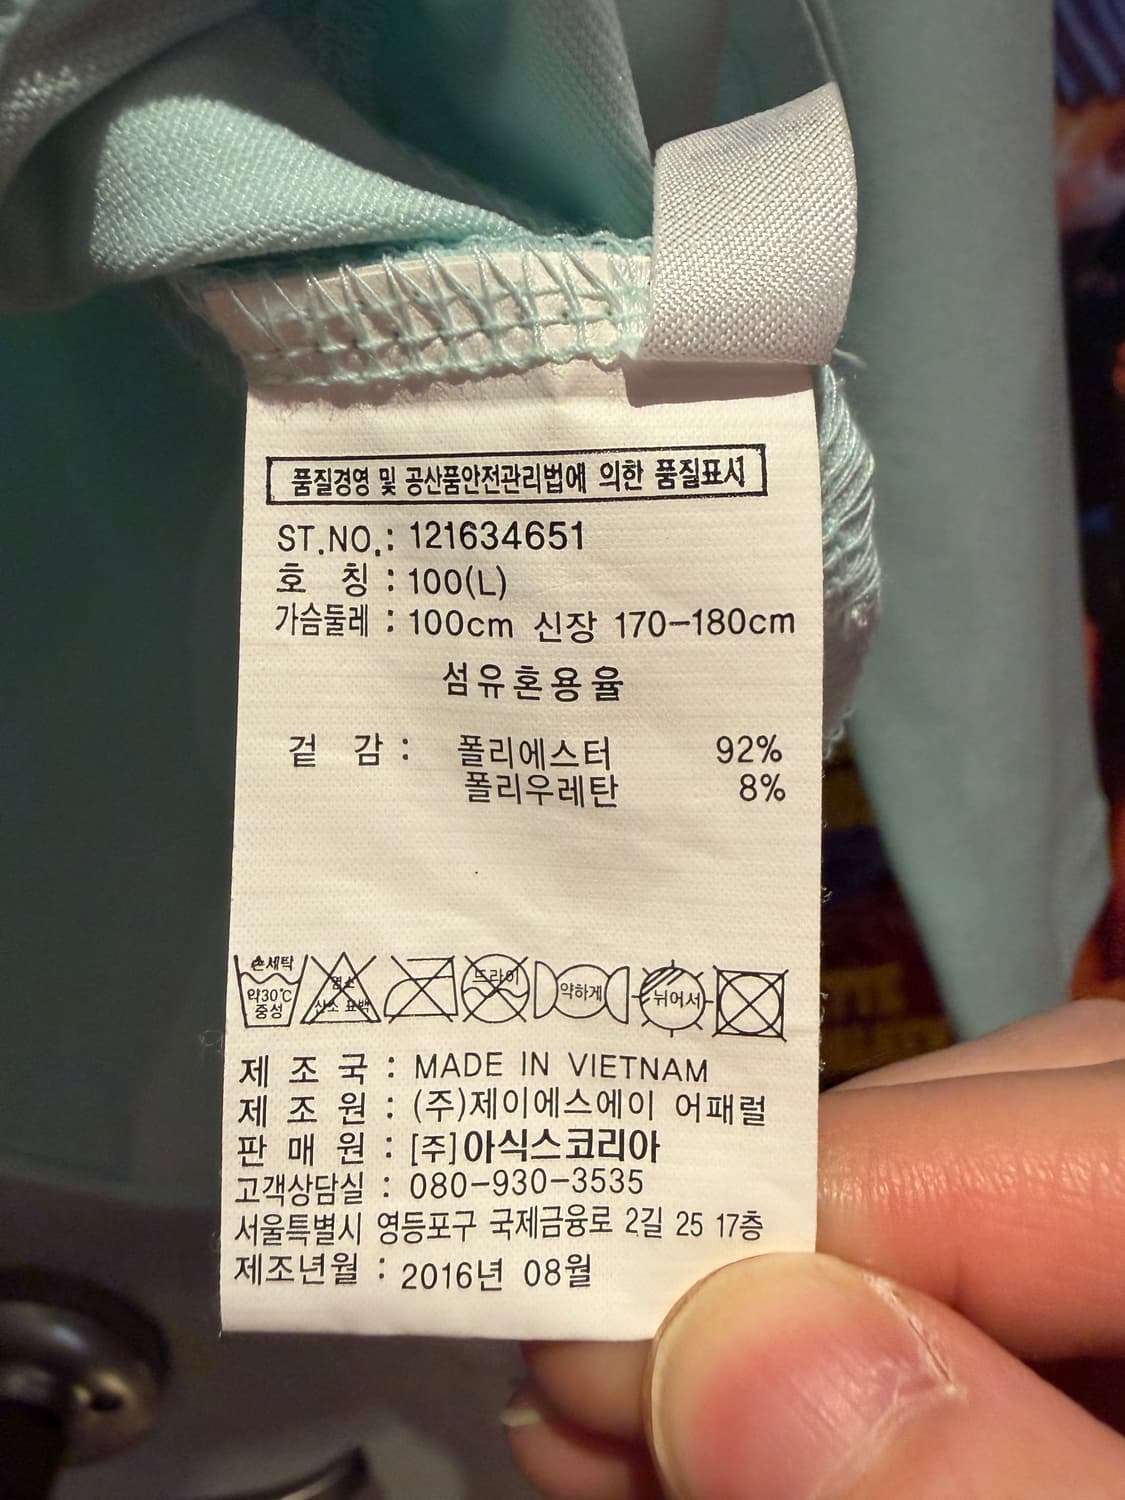 품질경영 및 공산품안전관리법에 의한 품질표시
ST.NO.: 121634651
호 칭 : 100(L)
가슴둘레 : 100cm 신장 170-180cm
섬유혼용율
겉 감 : 폴리에스터 92%
폴리우레탄 8%
손세탁
약30℃
중성
염소
산소 표백
드라이
약하게
뉘어서
제 조 국 : MADE IN VIETNAM
제 조 원 : (주)제이에스에이 어패럴
판 매 원 : [주]아식스코리아
고객상담실 : 080-930-3535
서울특별시 영등포구 국제금융로 2길 25 17층
제조년월 : 2016년 08월